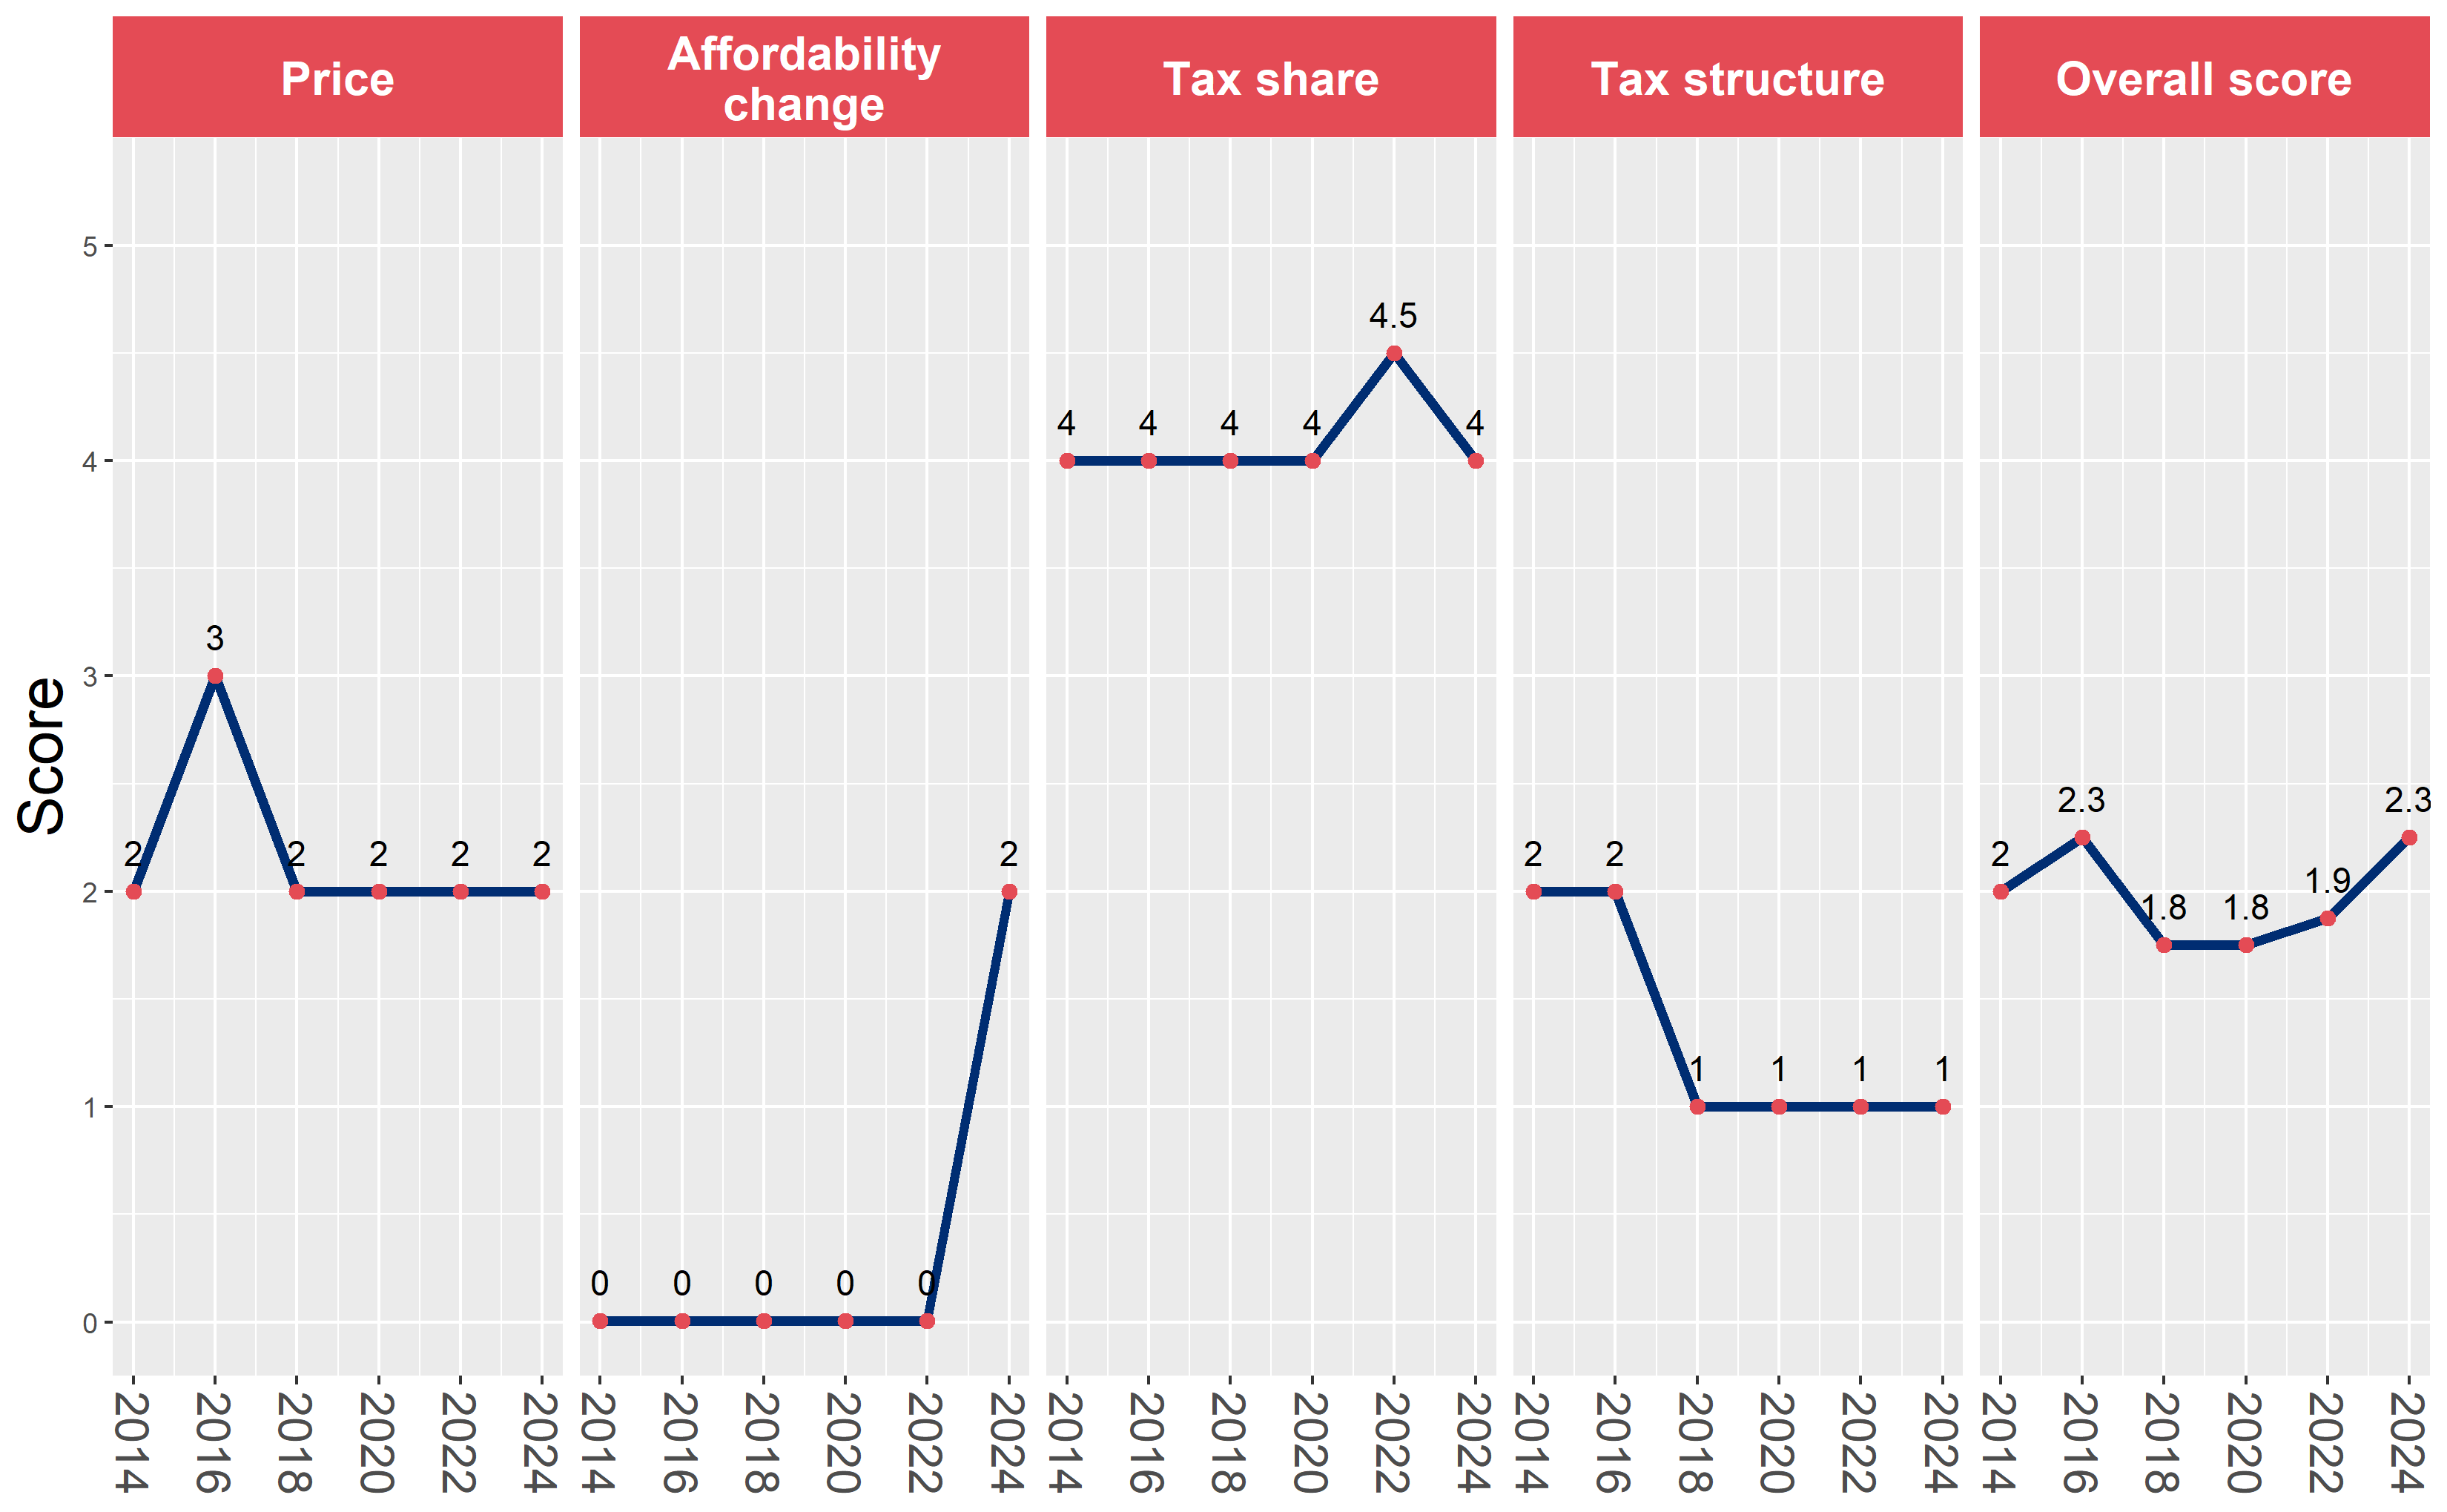 Price
Affordability
change
Tax share
Tax structure
Overall score
Score
5
4
3
2
1
0
2 3 2 2 2 2
0 0 0 0 0 2
4 4 4 4 4.5 4
2 2 1 1 1 1
2 2.3 1.8 1.8 1.9 2.3
2014 2016 2018 2020 2022 2024
2014 2016 2018 2020 2022 2024
2014 2016 2018 2020 2022 2024
2014 2016 2018 2020 2022 2024
2014 2016 2018 2020 2022 2024